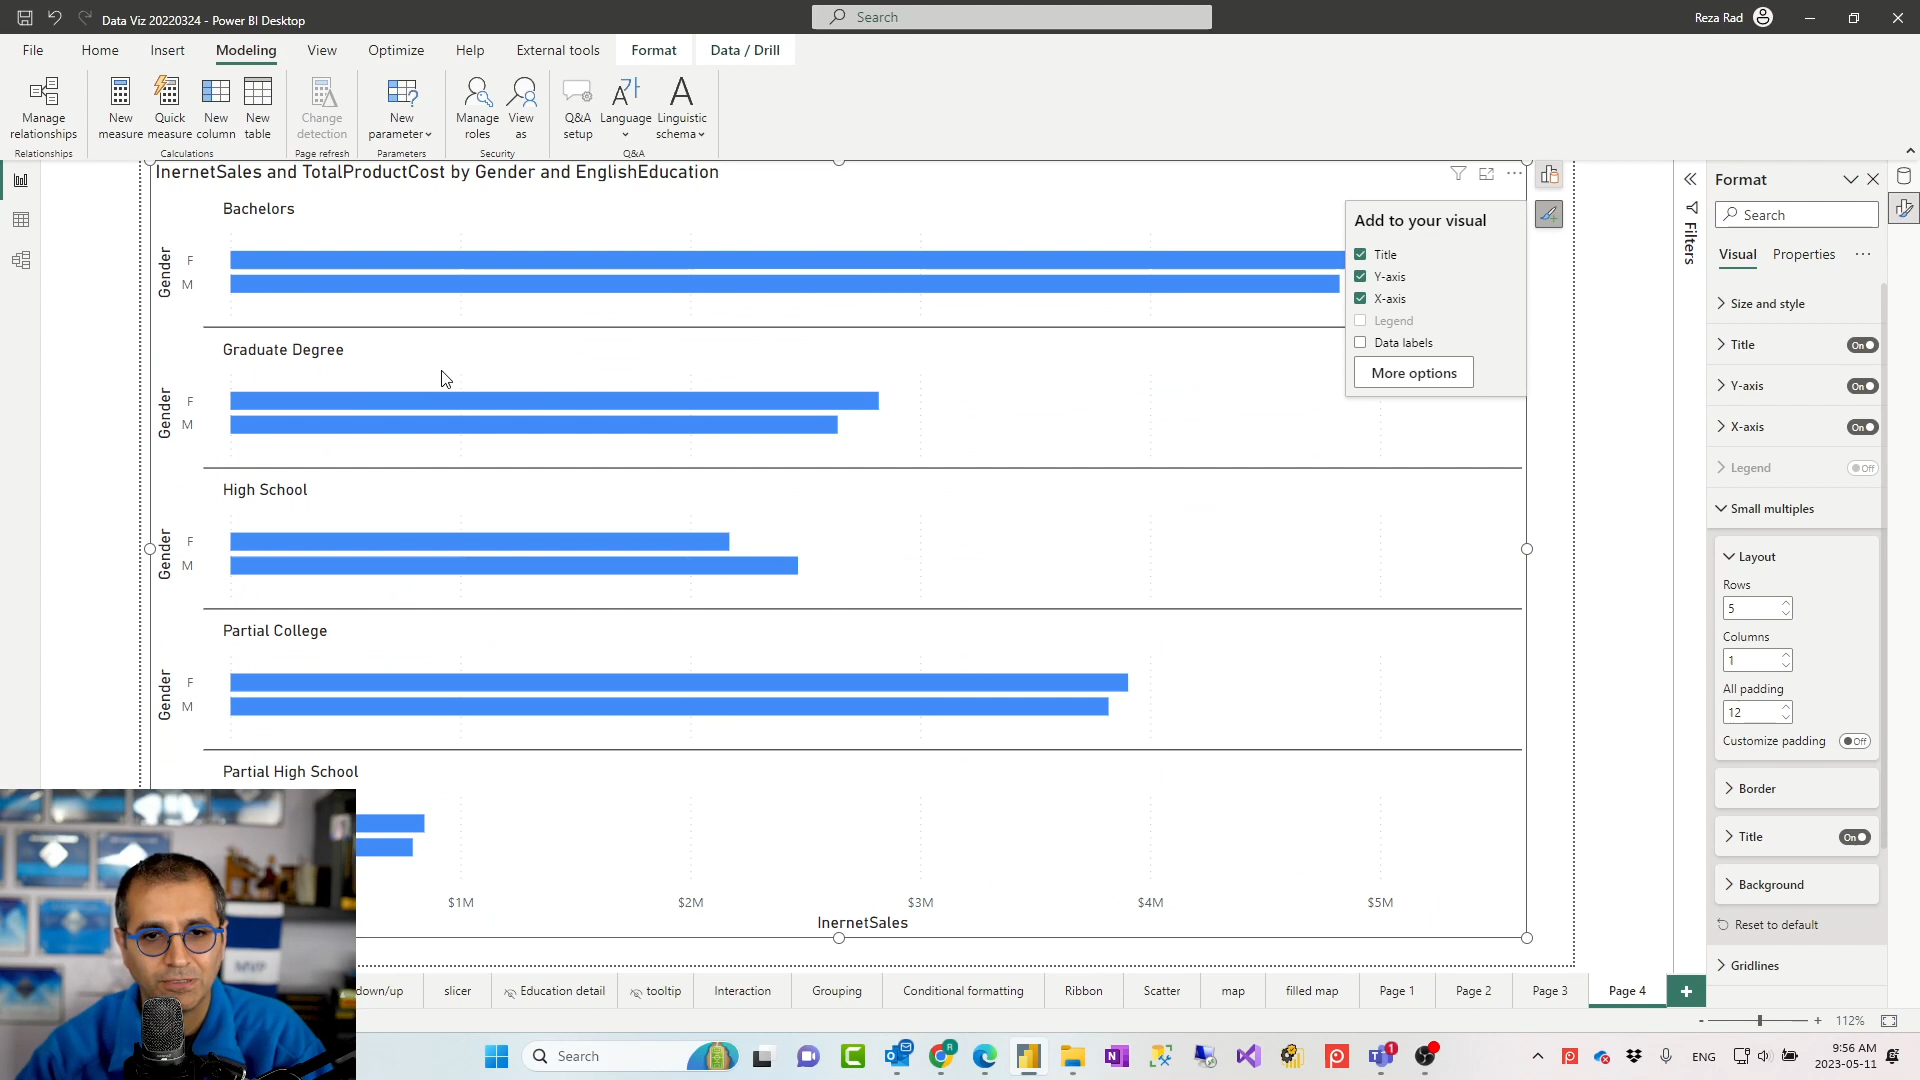 Data Viz 20220324 - Power BI Desktop
Search
Reza Rad
File
Home
Insert
Modeling
View
Optimize
Help
External tools
Format
Data / Drill
Manage
relationships
New
measure
Quick
measure
New
column
New
table
Change
detection
New
parameter
Manage
roles
View
as
Q&A
setup
Language
Linguistic
schema
Relationships
Calculations
Page refresh
Parameters
Security
Q&A
InernetSales and TotalProductCost by Gender and EnglishEducation
Bachelors
Gender
F
M
Graduate Degree
Gender
F
M
High School
Gender
F
M
Partial College
Gender
F
M
Partial High School
$1M
$2M
$3M
$4M
$5M
InernetSales
Add to your visual
Title
Y-axis
X-axis
Legend
Data labels
More options
Filters
Format
Search
Visual
Properties
Size and style
Title
On
Y-axis
On
X-axis
On
Legend
Off
Small multiples
Layout
Rows
5
Columns
1
All padding
12
Customize padding
Off
Border
Title
On
Background
Reset to default
Gridlines
MVP
down/up
slicer
Education detail
tooltip
Interaction
Grouping
Conditional formatting
Ribbon
Scatter
map
filled map
Page 1
Page 2
Page 3
Page 4
+
- + 112%
Search
R
1
ENG
9:56 AM
2023-05-11